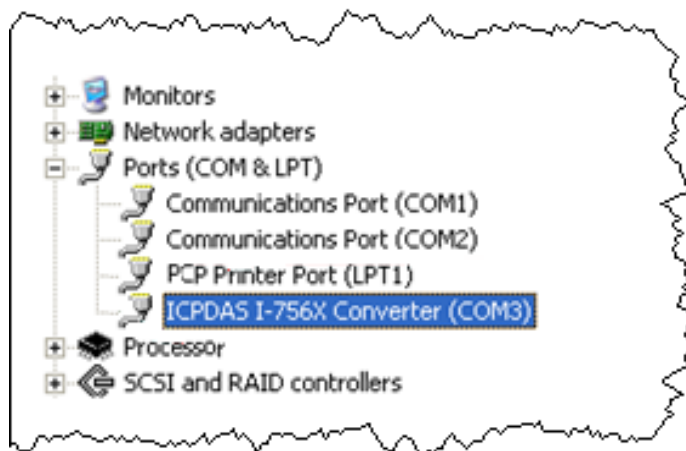 Monitors
Network adapters
Ports (COM & LPT)
Communications Port (COM1)
Communications Port (COM2)
PCP Printer Port (LPT1)
ICPDAS I-756X Converter (COM3)
Processor
SCSI and RAID controllers